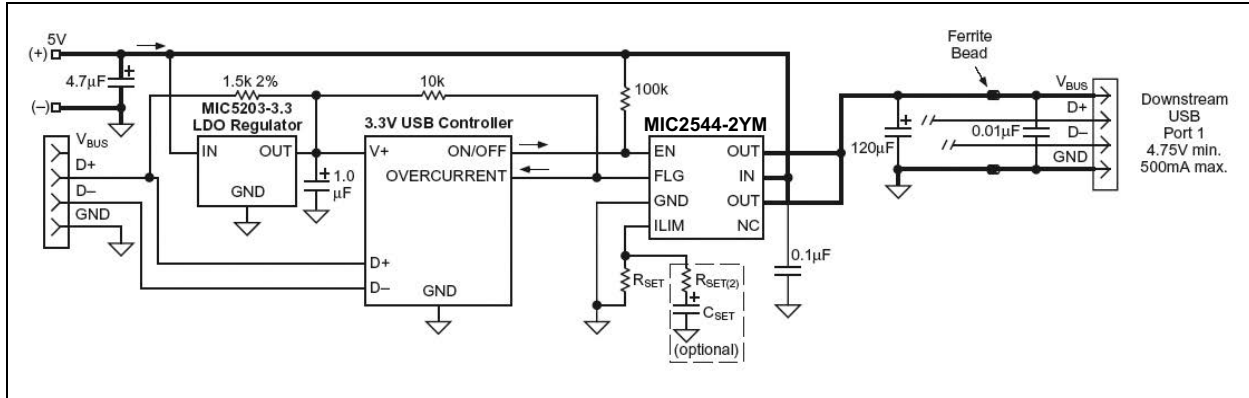 5V
(+)
4.7µF
+
(–)
1.5k 2%
10k
100k
MIC5203-3.3
LDO Regulator
IN OUT
GND
+
1.0
µF
3.3V USB Controller
V+ ON/OFF
OVERCURRENT
D+
D–
GND
VBUS
D+
D–
GND
MIC2544-2YM
EN OUT
FLG IN
GND OUT
ILIM NC
RSET
RSET(2)
+
CSET
(optional)
0.1µF
120µF
+
Ferrite
Bead
0.01µF
VBUS
D+
D–
GND
Downstream
USB
Port 1
4.75V min.
500mA max.